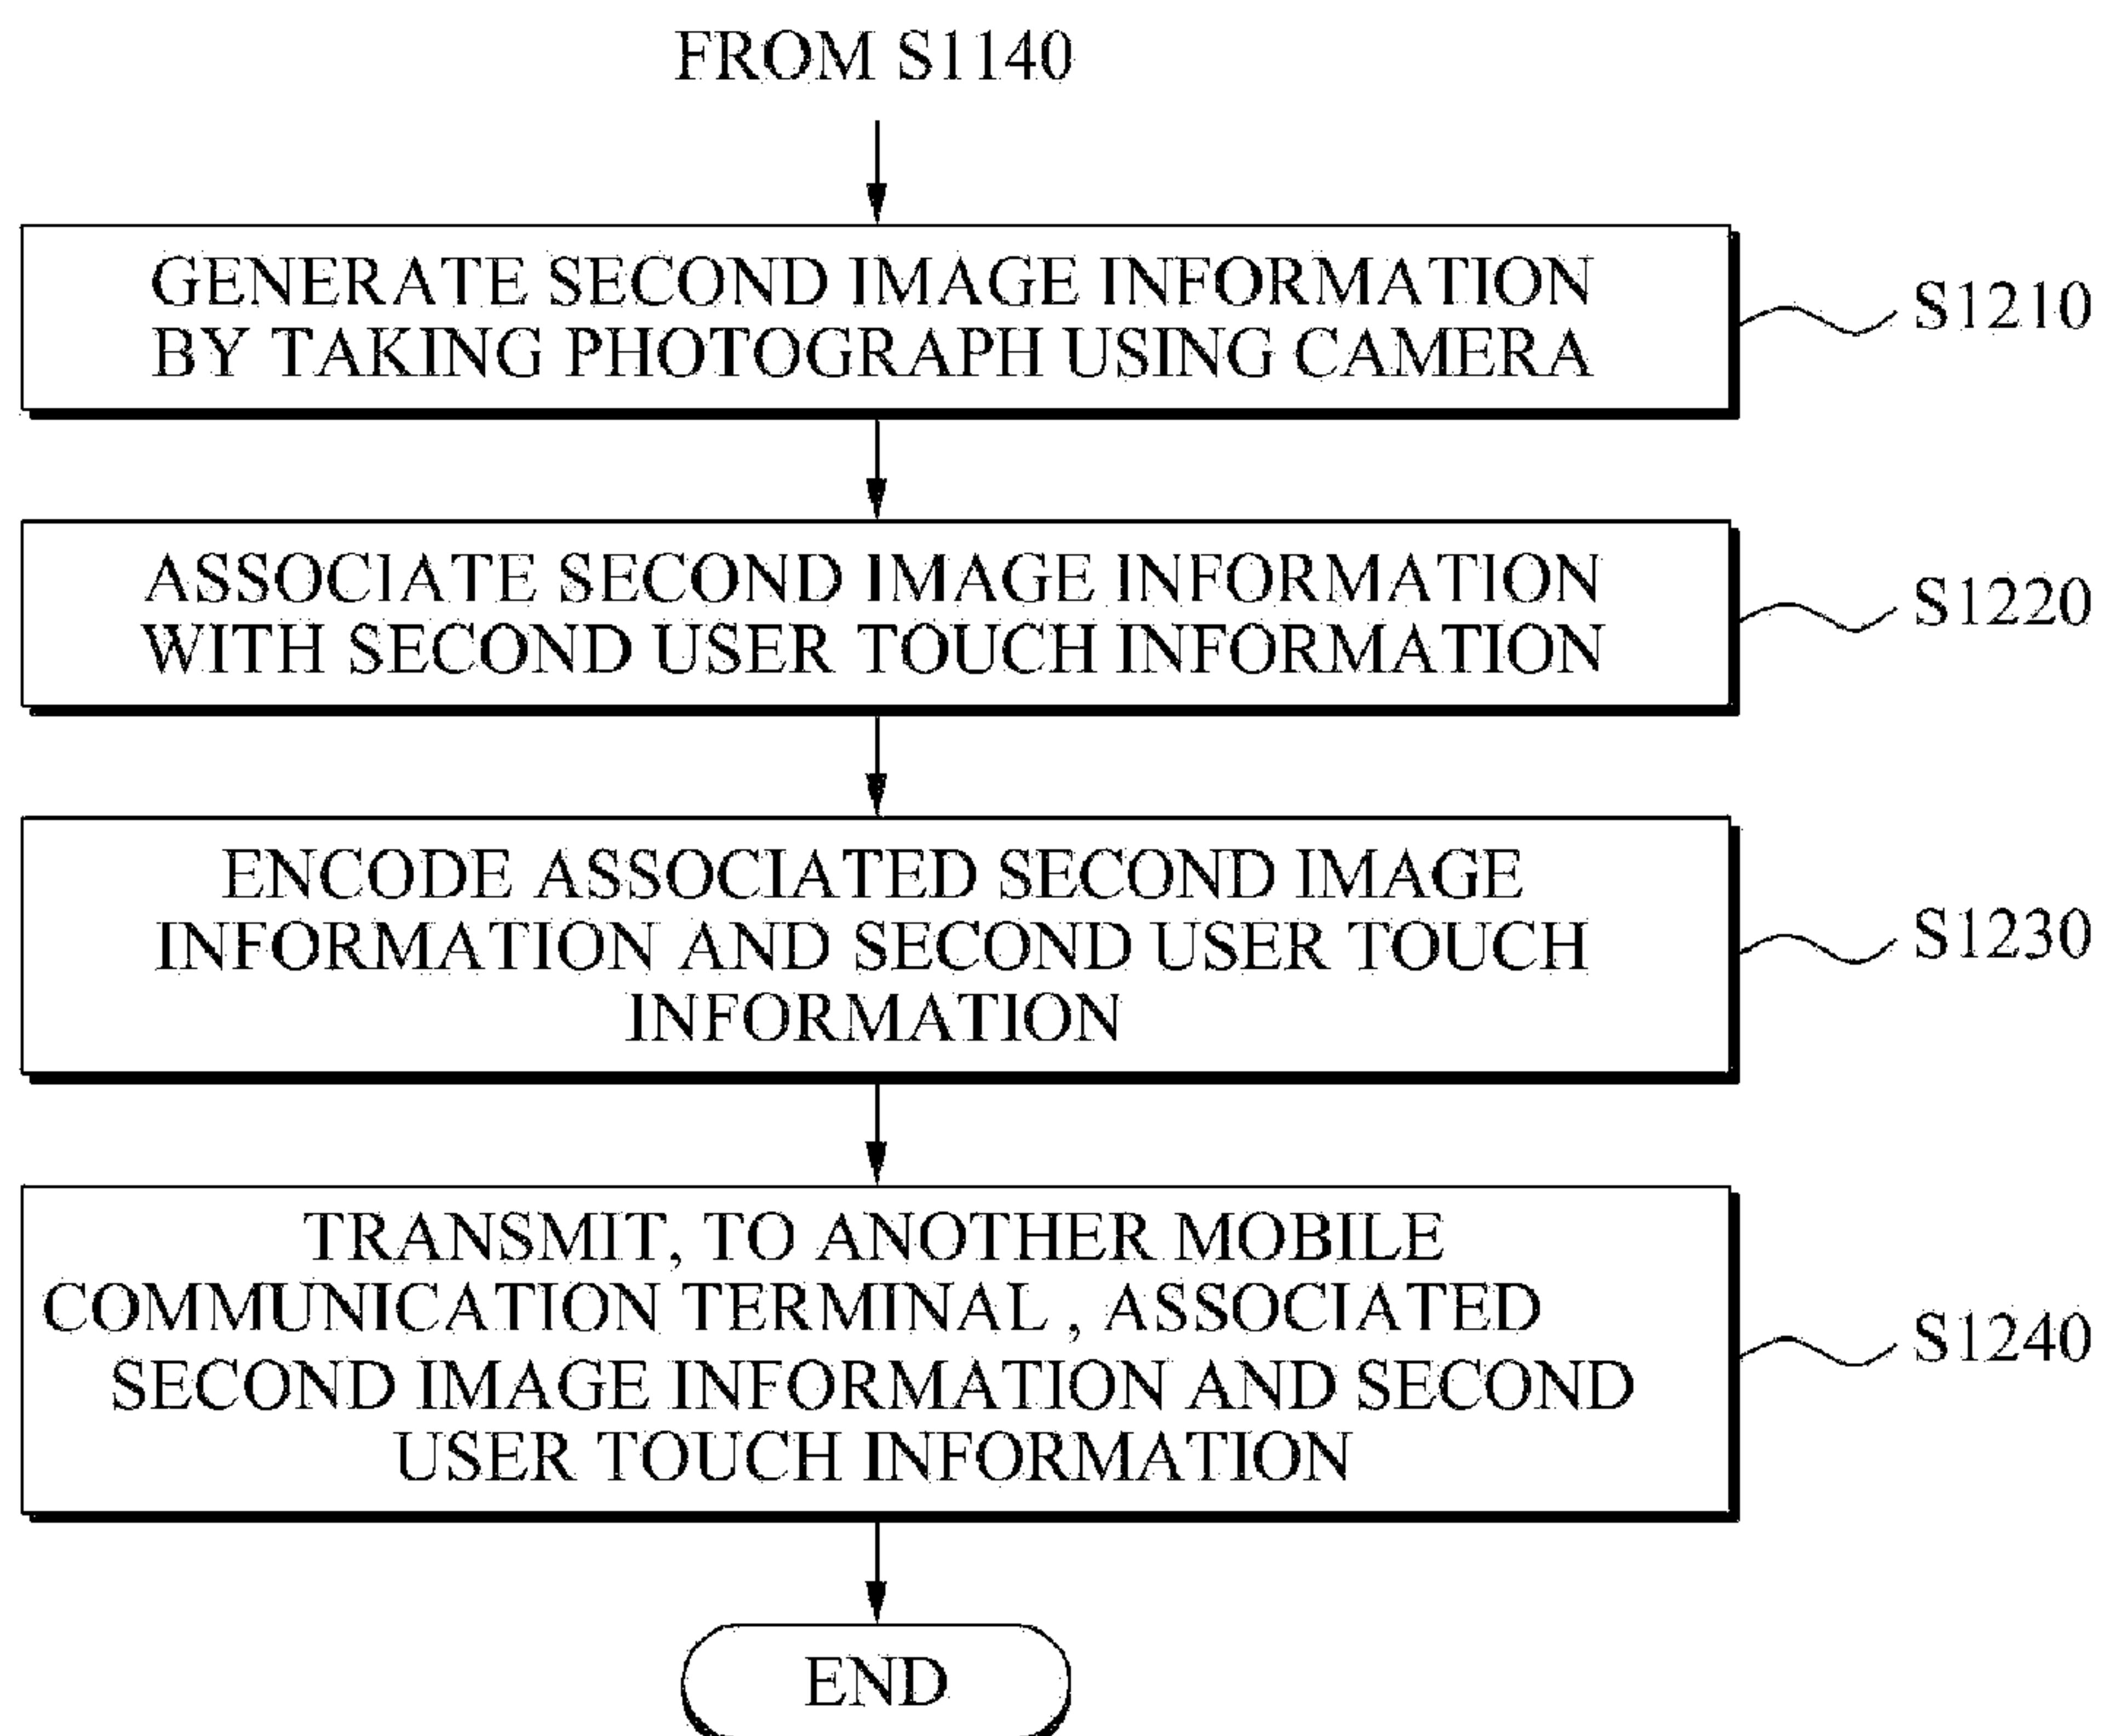 FROM S1140
GENERATE SECOND IMAGE INFORMATION
BY TAKING PHOTOGRAPH USING CAMERA
S1210
ASSOCIATE SECOND IMAGE INFORMATION
WITH SECOND USER TOUCH INFORMATION
S1220
ENCODE ASSOCIATED SECOND IMAGE
INFORMATION AND SECOND USER TOUCH
INFORMATION
S1230
TRANSMIT, TO ANOTHER MOBILE
COMMUNICATION TERMINAL , ASSOCIATED
SECOND IMAGE INFORMATION AND SECOND
USER TOUCH INFORMATION
S1240
END